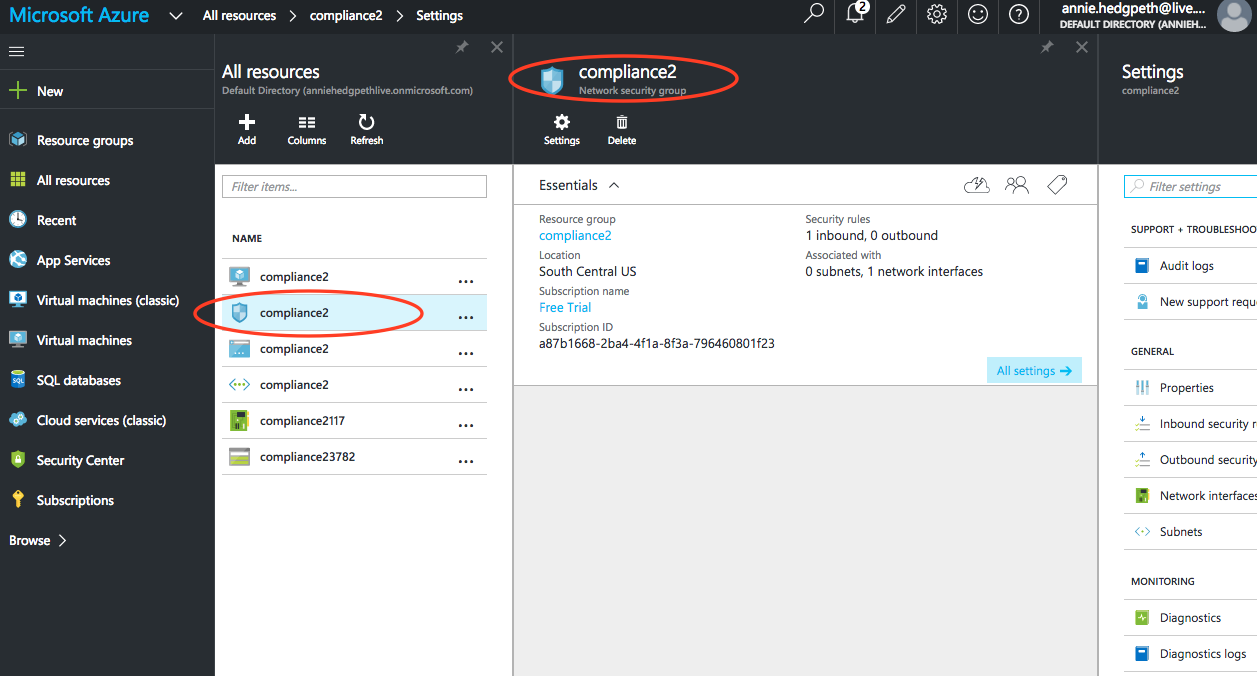 Microsoft Azure
All resources
compliance2
Settings
2
annie.hedgpeth@live....
DEFAULT DIRECTORY (ANNIEH...
New
Resource groups
All resources
Recent
App Services
Virtual machines (classic)
Virtual machines
SQL databases
Cloud services (classic)
Security Center
Subscriptions
Browse
All resources
Default Directory (anniehedgpethlive.onmicrosoft.com)
Add
Columns
Refresh
Filter items...
NAME
compliance2
...
compliance2
...
compliance2
...
compliance2
...
compliance2117
...
compliance23782
...
compliance2
Network security group
Settings
Delete
Essentials
Resource group
compliance2
Location
South Central US
Subscription name
Free Trial
Subscription ID
a87b1668-2ba4-4f1a-8f3a-796460801f23
Security rules
1 inbound, 0 outbound
Associated with
0 subnets, 1 network interfaces
All settings
Settings
compliance2
Filter settings
SUPPORT + TROUBLESHOO
Audit logs
New support requ
GENERAL
Properties
Inbound security r
Outbound security
Network interfaces
Subnets
MONITORING
Diagnostics
Diagnostics logs